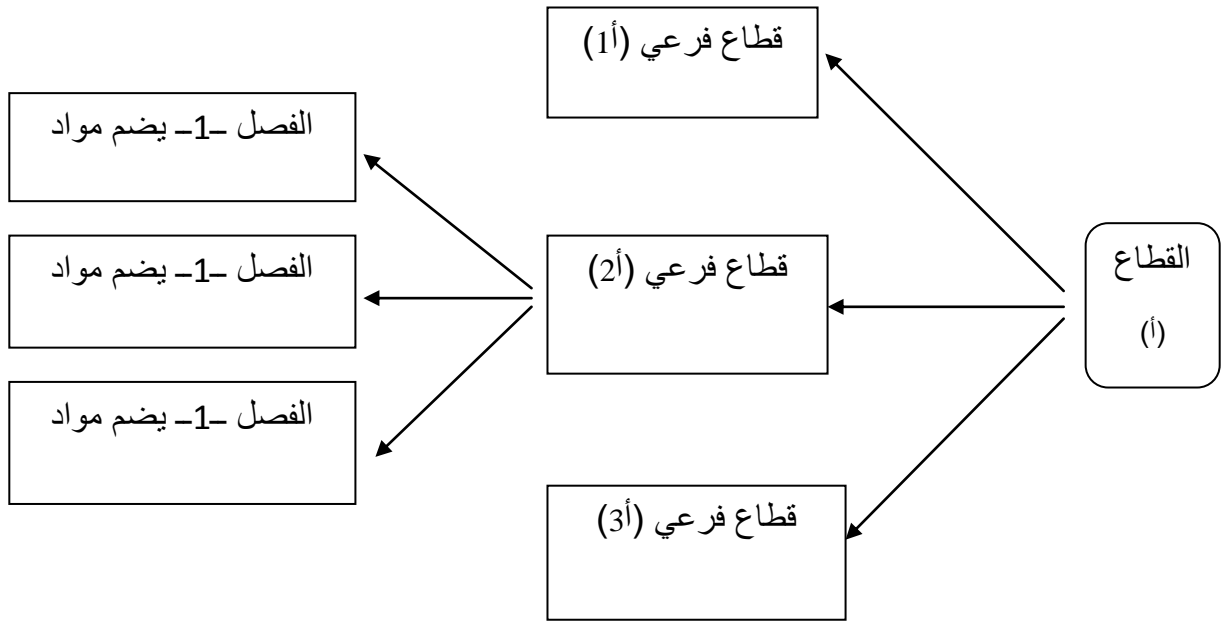 القطاع
(أ)
قطاع فرعي (أ1)
قطاع فرعي (أ2)
قطاع فرعي (أ3)
الفصل –1– يضم مواد
الفصل –1– يضم مواد
الفصل –1– يضم مواد